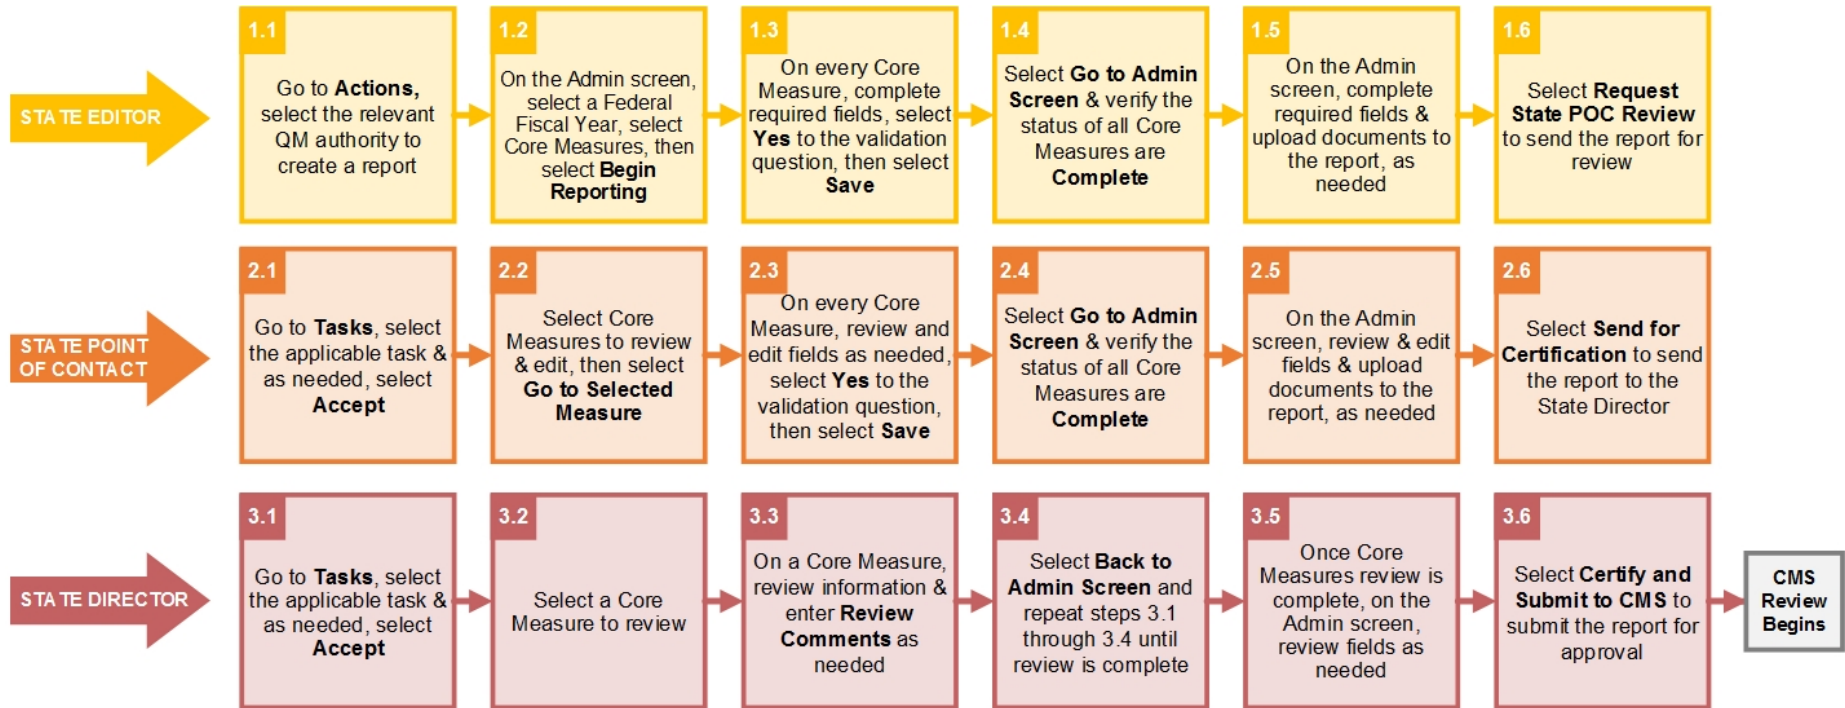 STATE EDITOR
1.1
Go to Actions,
select the relevant
QM authority to
create a report
1.2
On the Admin screen,
select a Federal
Fiscal Year, select
Core Measures, then
select Begin
Reporting
1.3
On every Core
Measure, complete
required fields, select
Yes to the validation
question, then select
Save
1.4
Select Go to Admin
Screen & verify the
status of all Core
Measures are
Complete
1.5
On the Admin
screen, complete
required fields &
upload documents to
the report, as
needed
1.6
Select Request
State POC Review
to send the report for
review
STATE POINT
OF CONTACT
2.1
Go to Tasks, select
the applicable task &
as needed, select
Accept
2.2
Select Core
Measures to review
& edit, then select
Go to Selected
Measure
2.3
On every Core
Measure, review and
edit fields as needed,
select Yes to the
validation question,
then select Save
2.4
Select Go to Admin
Screen & verify the
status of all Core
Measures are
Complete
2.5
On the Admin
screen, review & edit
fields & upload
documents to the
report, as needed
2.6
Select Send for
Certification to send
the report to the
State Director
STATE DIRECTOR
3.1
Go to Tasks, select
the applicable task &
as needed, select
Accept
3.2
Select a Core
Measure to review
3.3
On a Core Measure,
review information &
enter Review
Comments as
needed
3.4
Select Back to
Admin Screen and
repeat steps 3.1
through 3.4 until
review is complete
3.5
Once Core
Measures review is
complete, on the
Admin screen,
review fields as
needed
3.6
Select Certify and
Submit to CMS to
submit the report for
approval
CMS
Review
Begins